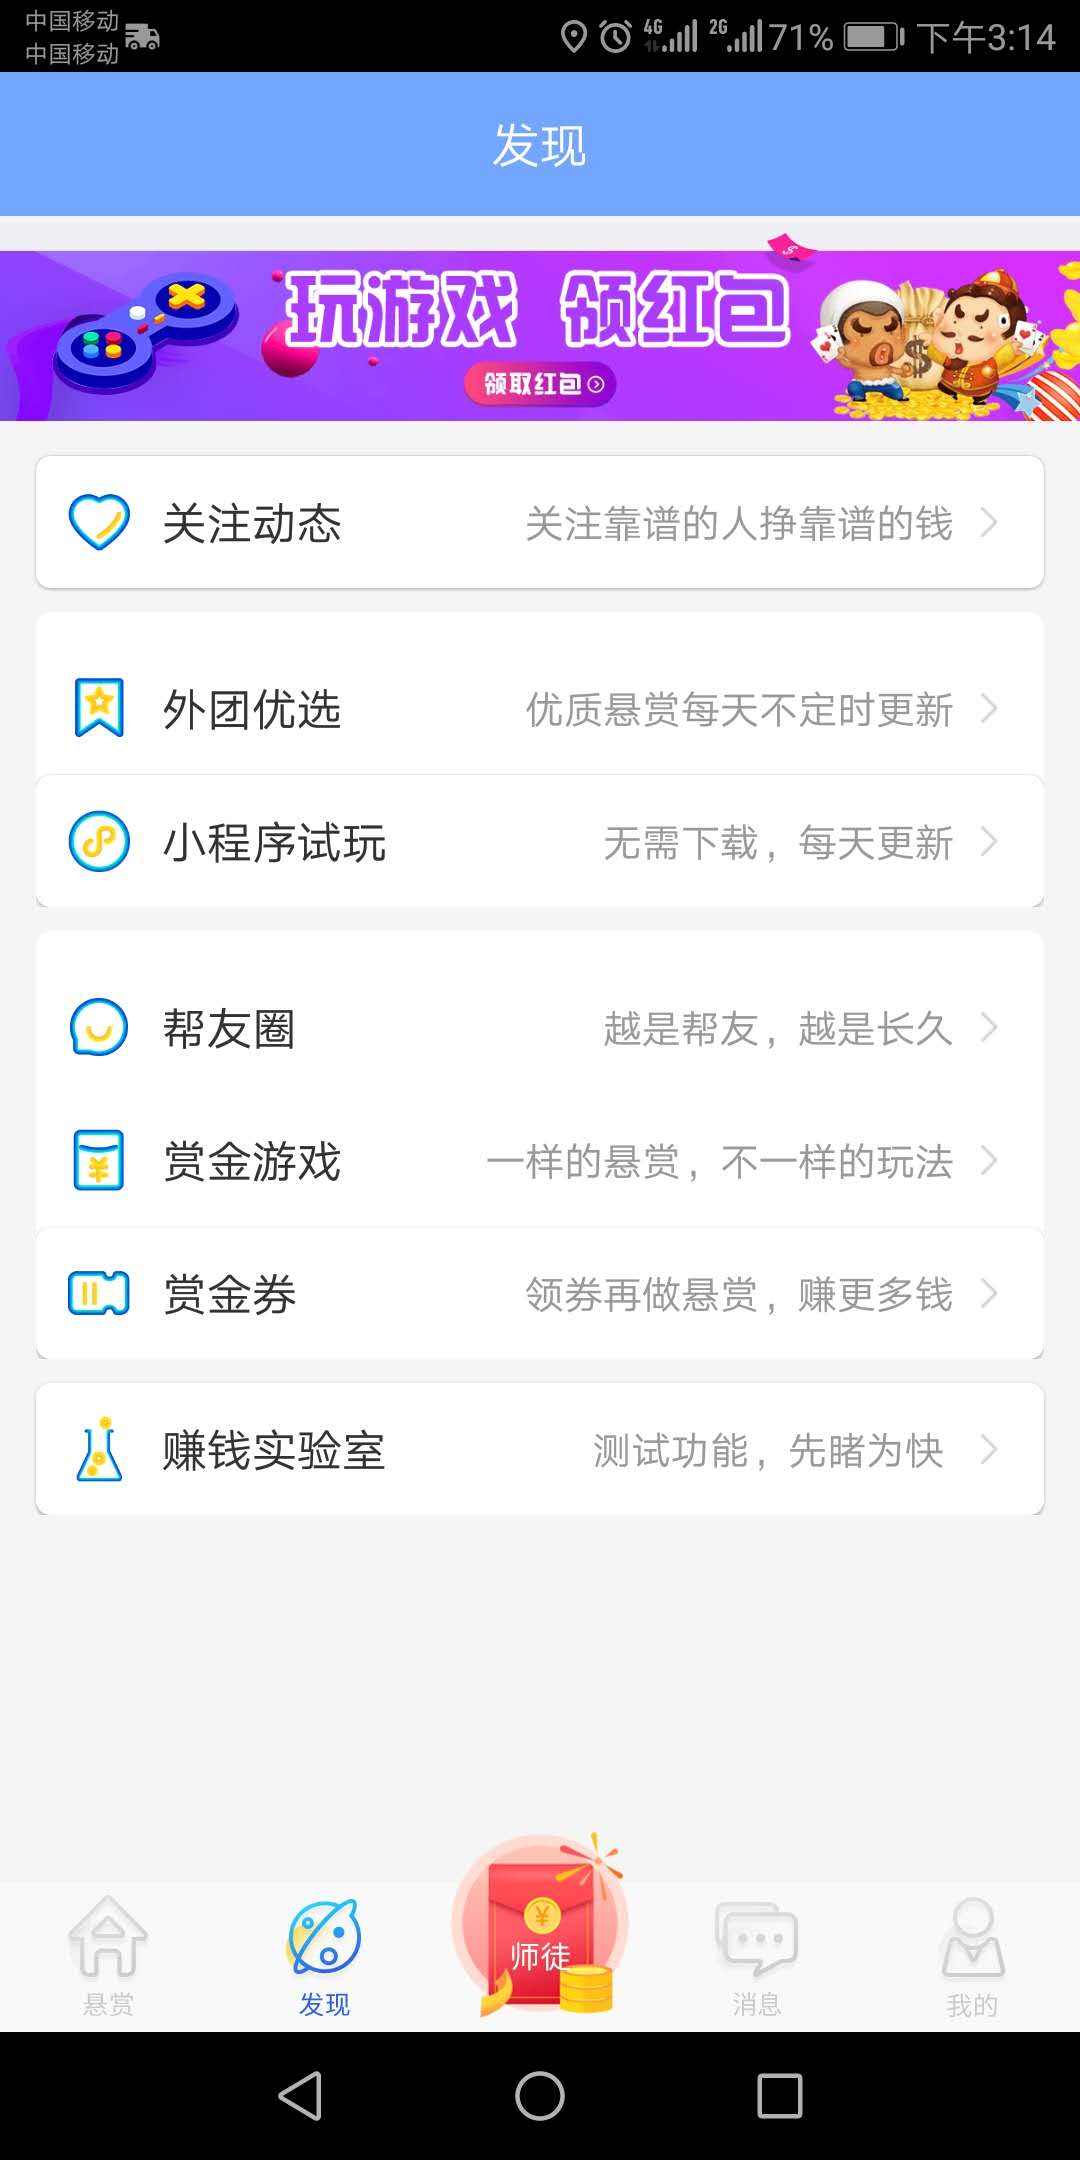 中国移动
中国移动
4G 2G 71% 下午3:14
发现
玩游戏 领红包
领取红包
关注动态 关注靠谱的人挣靠谱的钱
外团优选 优质悬赏每天不定时更新
小程序试玩 无需下载，每天更新
帮友圈 越是帮友，越是长久
赏金游戏 一样的悬赏，不一样的玩法
赏金券 领券再做悬赏，赚更多钱
赚钱实验室 测试功能，先睹为快
师徒
悬赏 发现 消息 我的